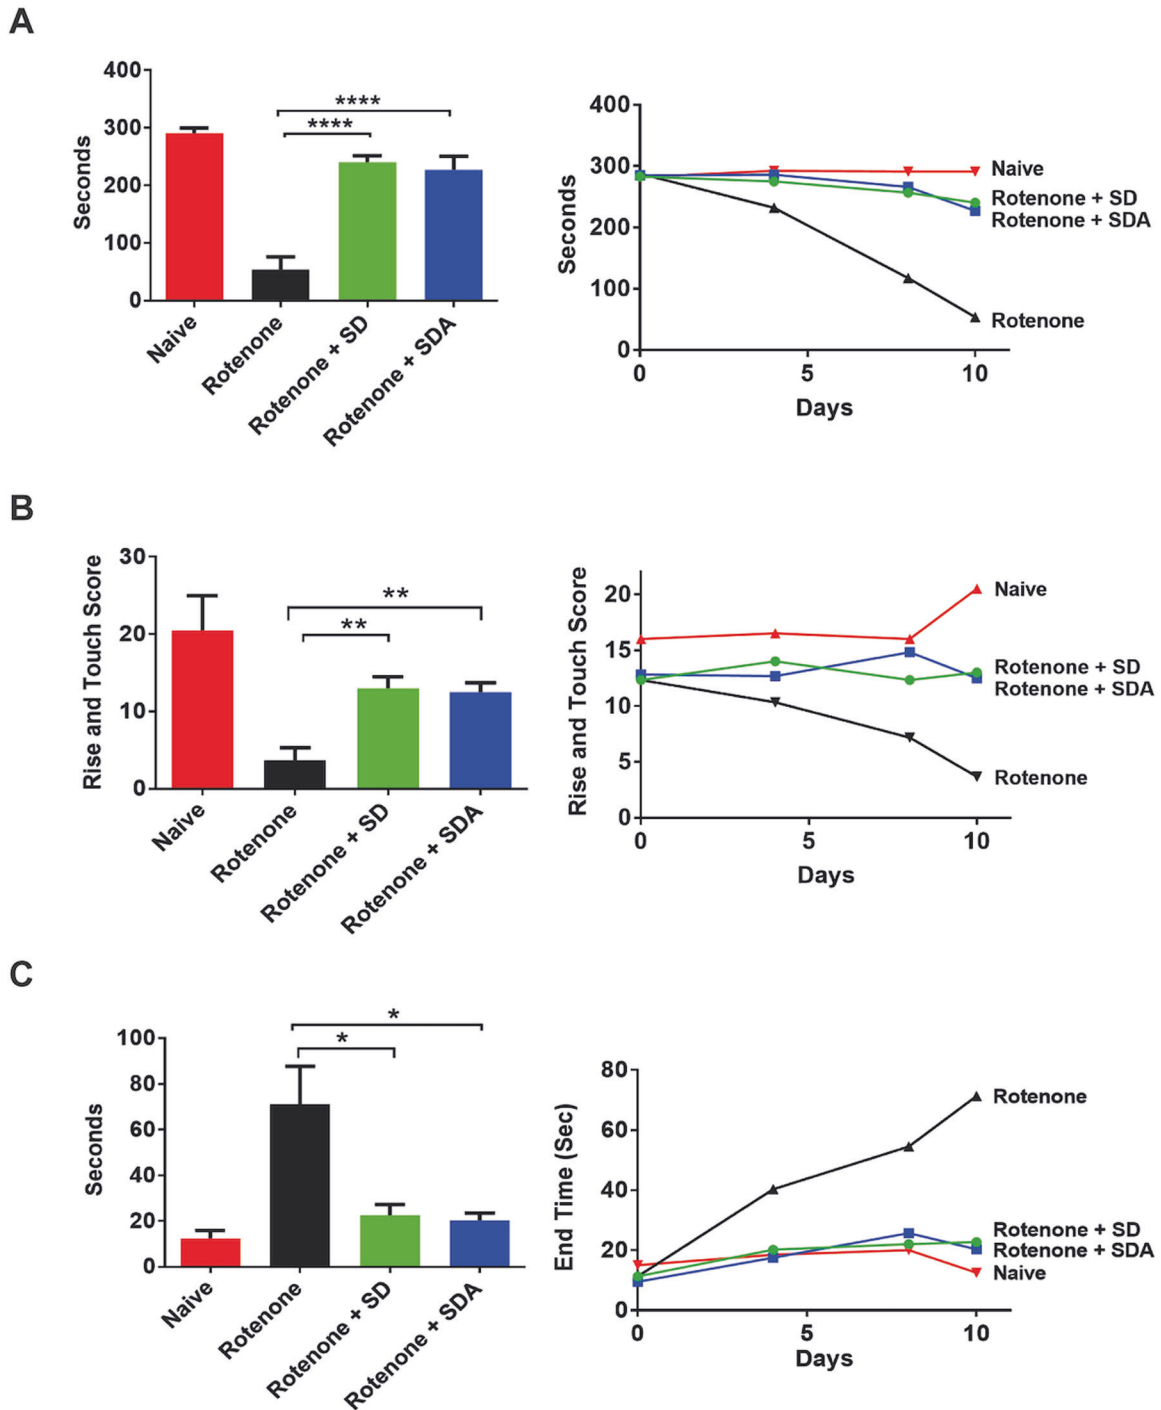 A
400
300
200
100
0
Seconds
****
****
Naive
Rotenone
Rotenone + SD
Rotenone + SDA
400
300
200
100
0
Seconds
Naive
Rotenone + SD
Rotenone + SDA
Rotenone
0 5 10
Days
B
30
20
10
0
Rise and Touch Score
**
**
Naive
Rotenone
Rotenone + SD
Rotenone + SDA
20
15
10
5
0
Rise and Touch Score
Naive
Rotenone + SD
Rotenone + SDA
Rotenone
0 5 10
Days
C
100
80
60
40
20
0
Seconds
*
*
Naive
Rotenone
Rotenone + SD
Rotenone + SDA
80
60
40
20
0
End Time (Sec)
Rotenone
Rotenone + SD
Rotenone + SDA
Naive
0 5 10
Days